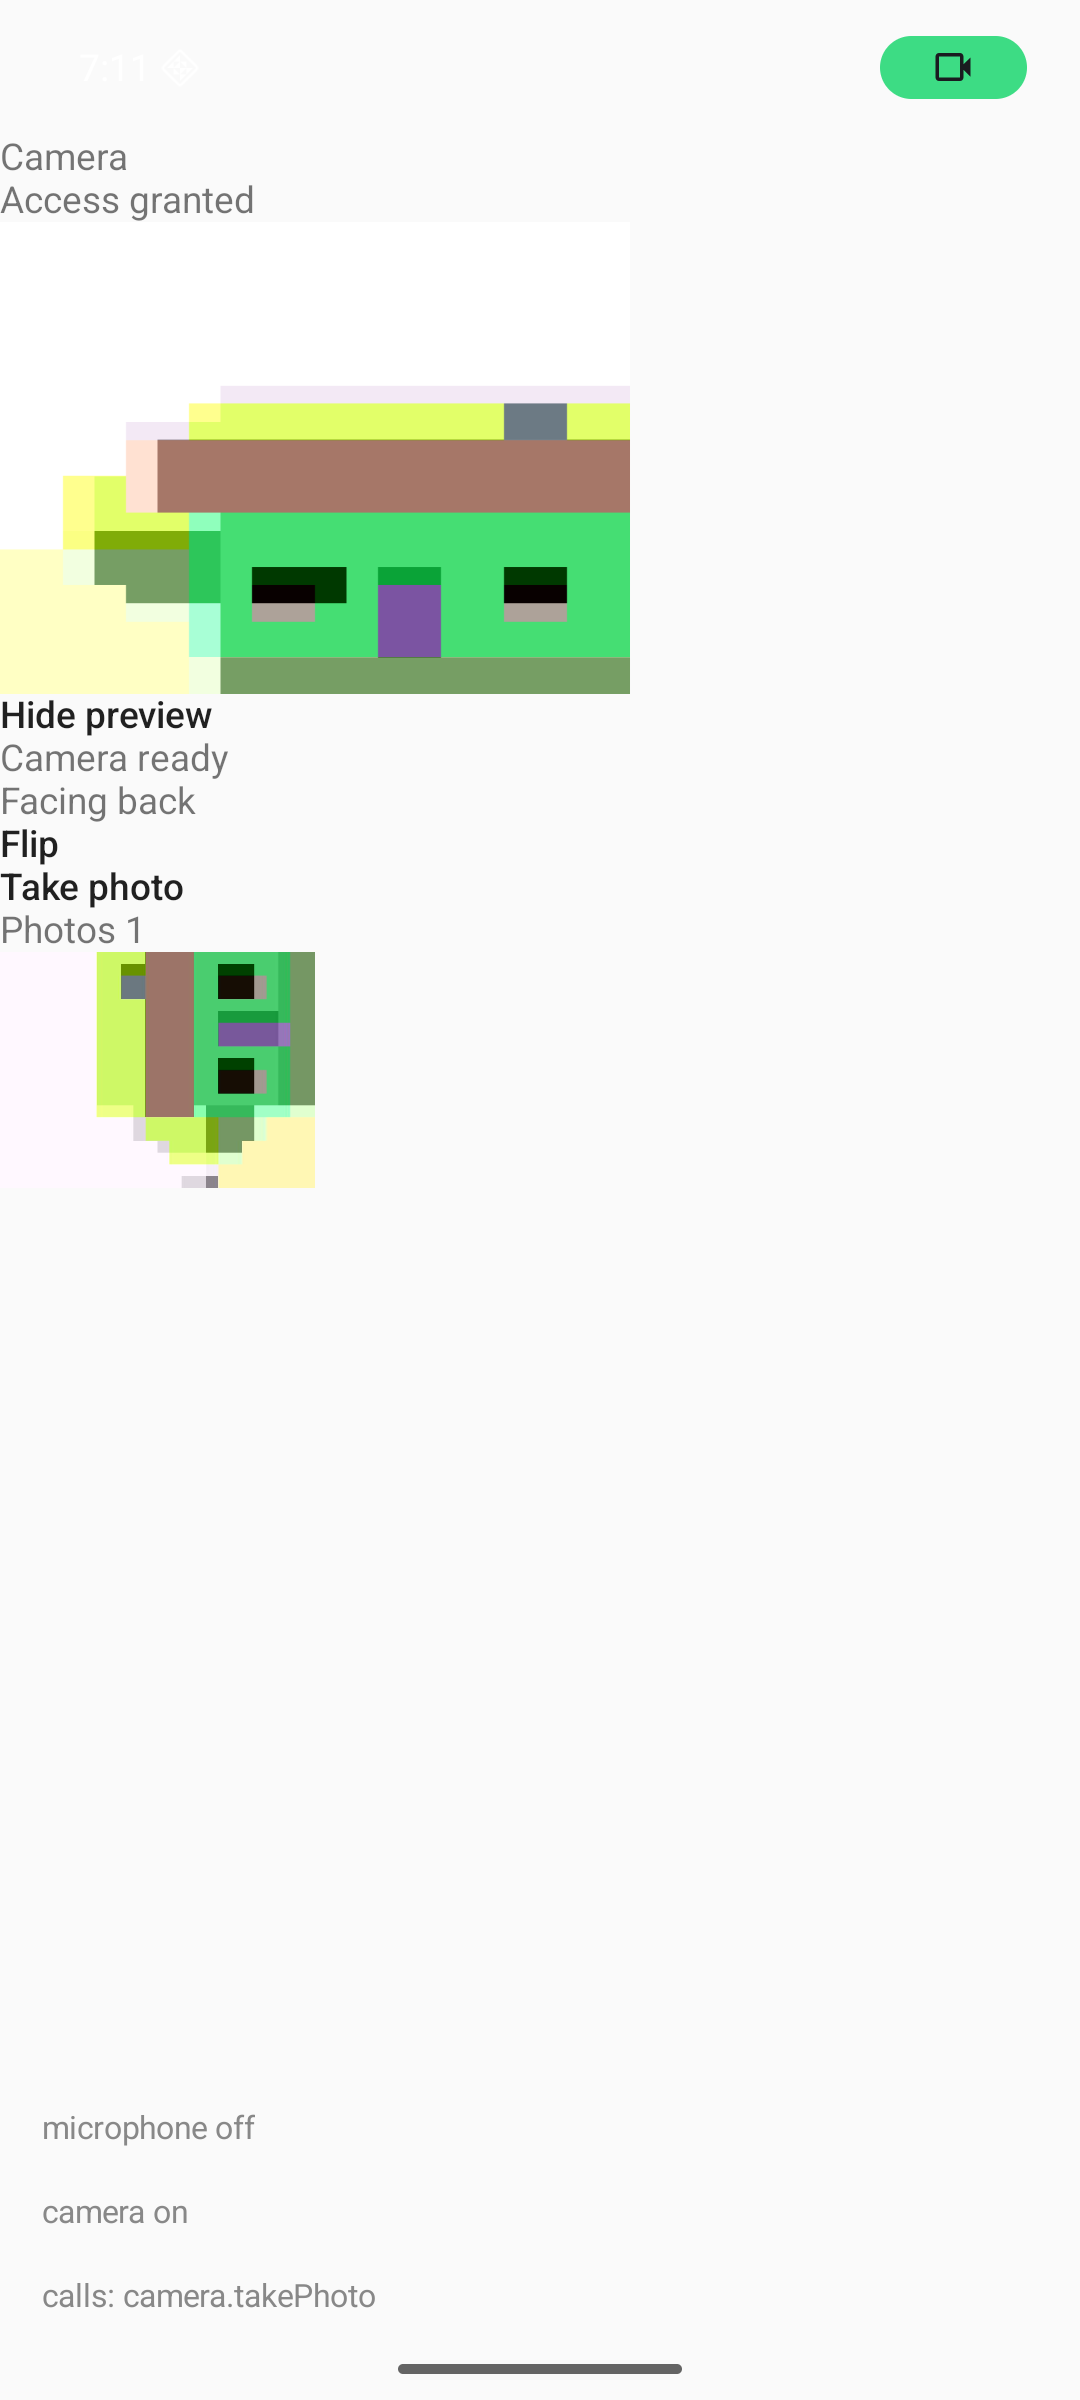 7:11
Camera
Access granted
Hide preview
Camera ready
Facing back
Flip
Take photo
Photos 1
microphone off
camera on
calls: camera.takePhoto